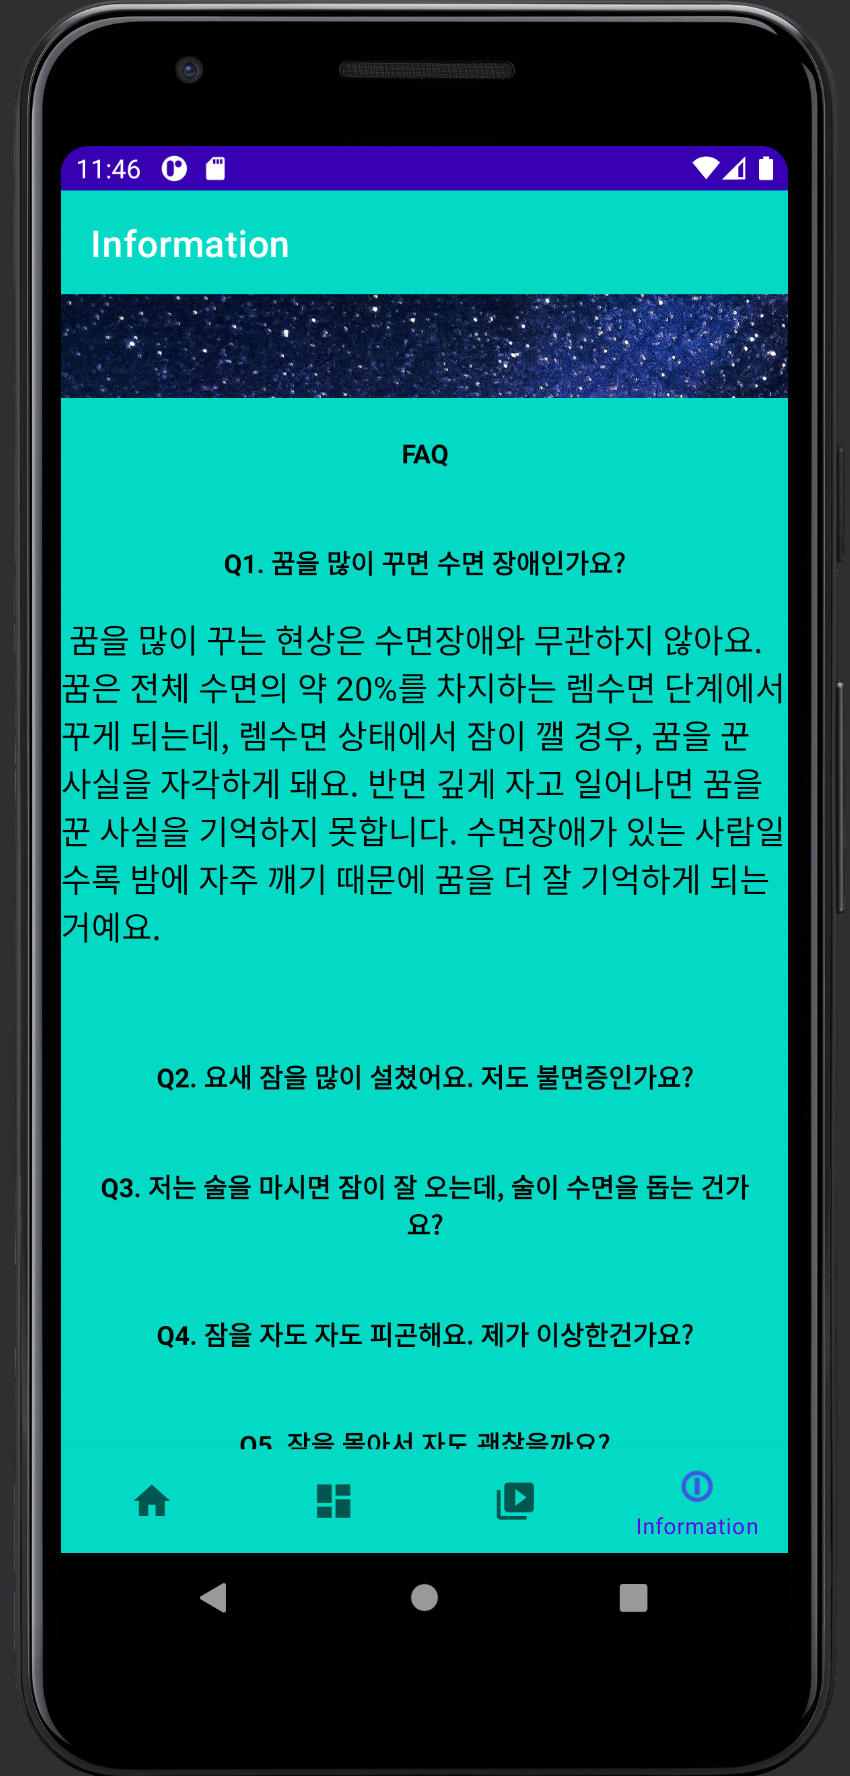 11:46
Information
FAQ
Q1. 꿈을 많이 꾸면 수면 장애인가요?
꿈을 많이 꾸는 현상은 수면장애와 무관하지 않아요.
꿈은 전체 수면의 약 20%를 차지하는 렘수면 단계에서
꾸게 되는데, 렘수면 상태에서 잠이 깰 경우, 꿈을 꾼
사실을 자각하게 돼요. 반면 깊게 자고 일어나면 꿈을
꾼 사실을 기억하지 못합니다. 수면장애가 있는 사람일
수록 밤에 자주 깨기 때문에 꿈을 더 잘 기억하게 되는
거예요.
Q2. 요새 잠을 많이 설쳤어요. 저도 불면증인가요?
Q3. 저는 술을 마시면 잠이 잘 오는데, 술이 수면을 돕는 건가
요?
Q4. 잠을 자도 자도 피곤해요. 제가 이상한건가요?
Q5. 잠을 몰아서 자도 괜찮을까요?
Information